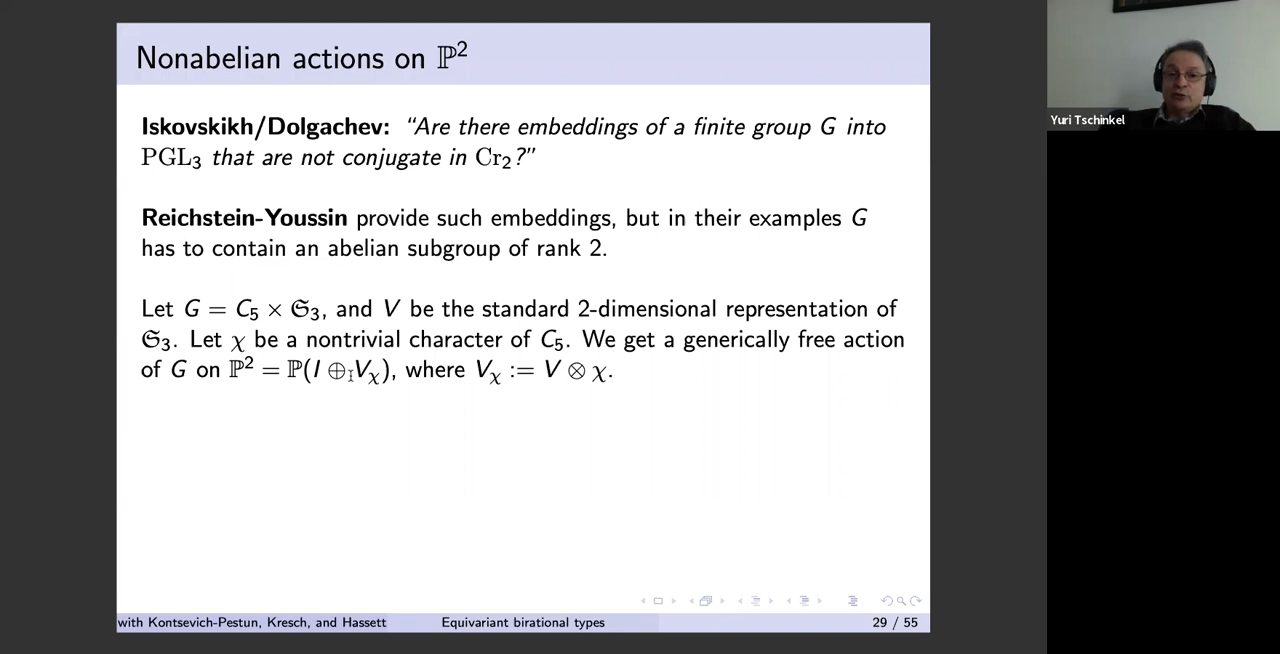 Nonabelian actions on ℙ²
Iskovskikh/Dolgachev: “Are there embeddings of a finite group G into
PGL₃ that are not conjugate in Cr₂?”
Reichstein-Youssin provide such embeddings, but in their examples G
has to contain an abelian subgroup of rank 2.
Let G = C₅ × 𝔖₃, and V be the standard 2-dimensional representation of
𝔖₃. Let χ be a nontrivial character of C₅. We get a generically free action
of G on ℙ² = ℙ(I ⊕ Vχ), where Vχ := V ⊗ χ.
with Kontsevich-Pestun, Kresch, and Hassett Equivariant birational types 29 / 55
Yuri Tschinkel